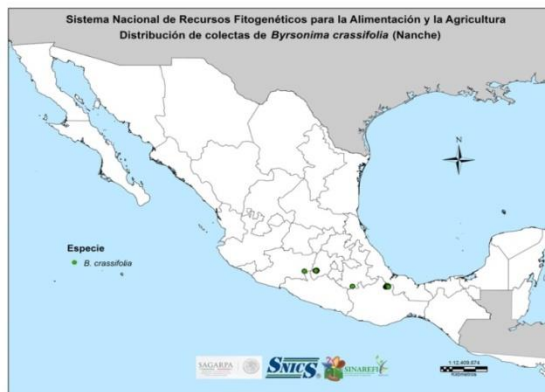 Sistema Nacional de Recursos Fitogenéticos para la Alimentación y la Agricultura
Distribución de colectas de Byrsonima crassifolia (Nanche)
N
Especie
B. crassifolia
SAGARPA
SNICS
SINAREFI
Kilómetros